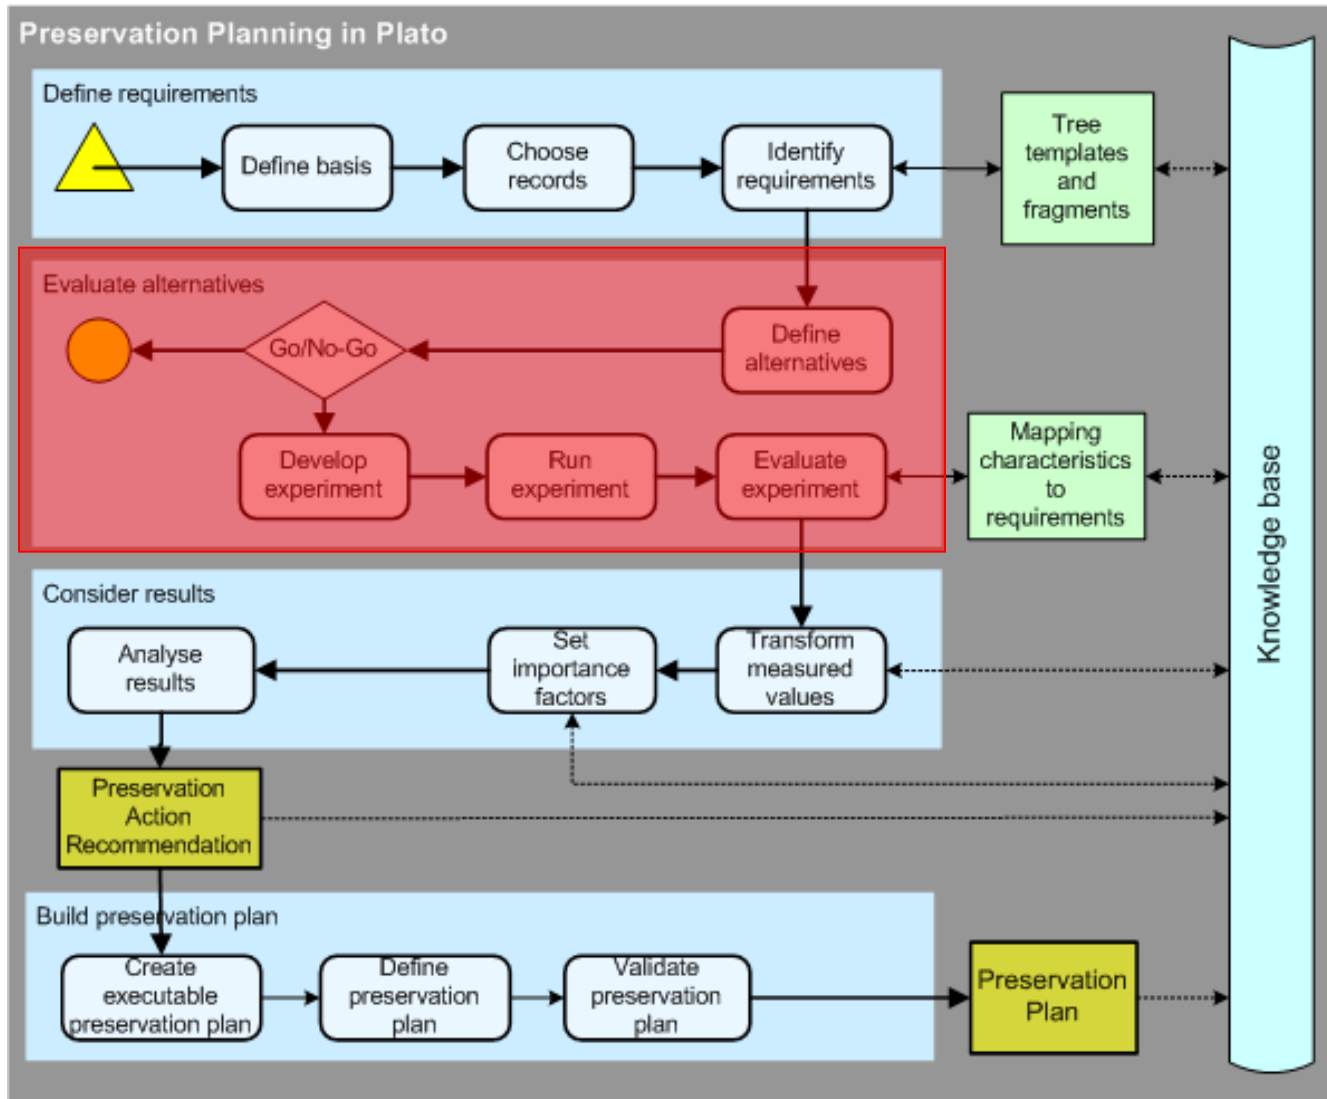 Preservation Planning in Plato
Define requirements
Define basis
Choose
records
Identify
requirements
Tree
templates
and
fragments
Evaluate alternatives
Go/No-Go
Define
alternatives
Develop
experiment
Run
experiment
Evaluate
experiment
Mapping
characteristics
to
requirements
Knowledge base
Consider results
Analyse
results
Set
importance
factors
Transform
measured
values
Preservation
Action
Recommendation
Build preservation plan
Create
executable
preservation plan
Define
preservation
plan
Validate
preservation
plan
Preservation
Plan